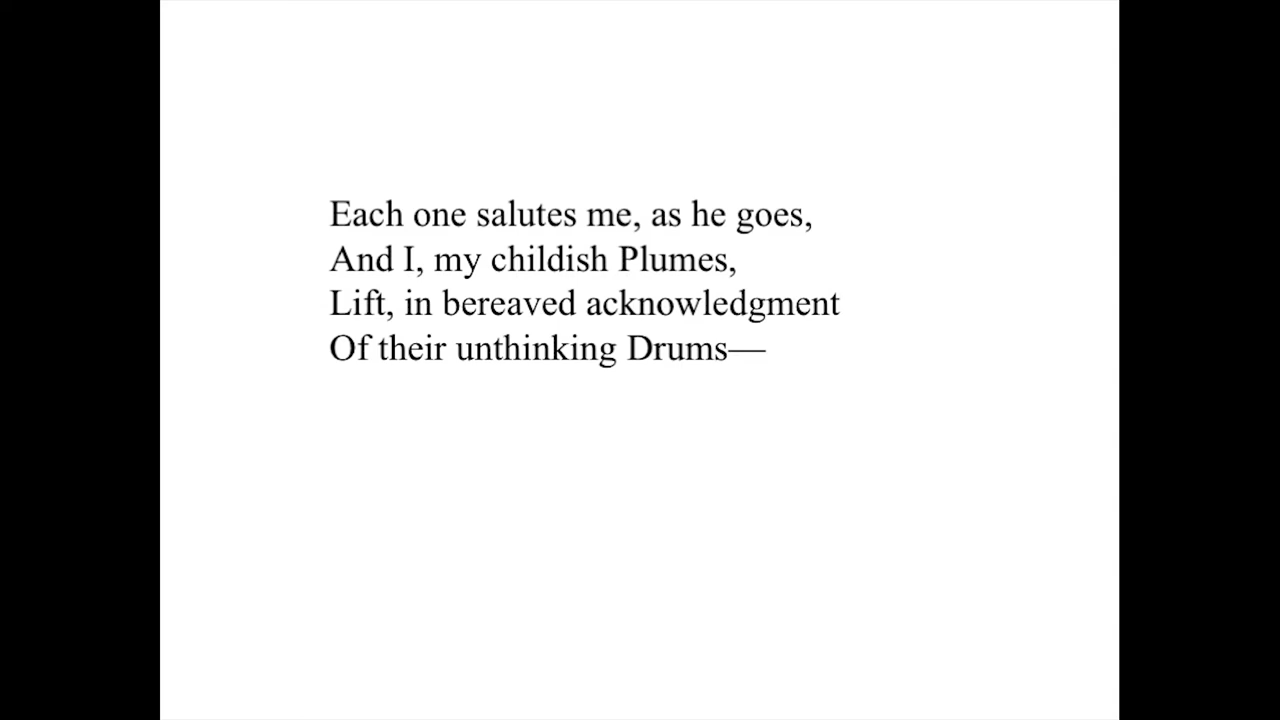 Each one salutes me, as he goes,
And I, my childish Plumes,
Lift, in bereaved acknowledgment
Of their unthinking Drums—